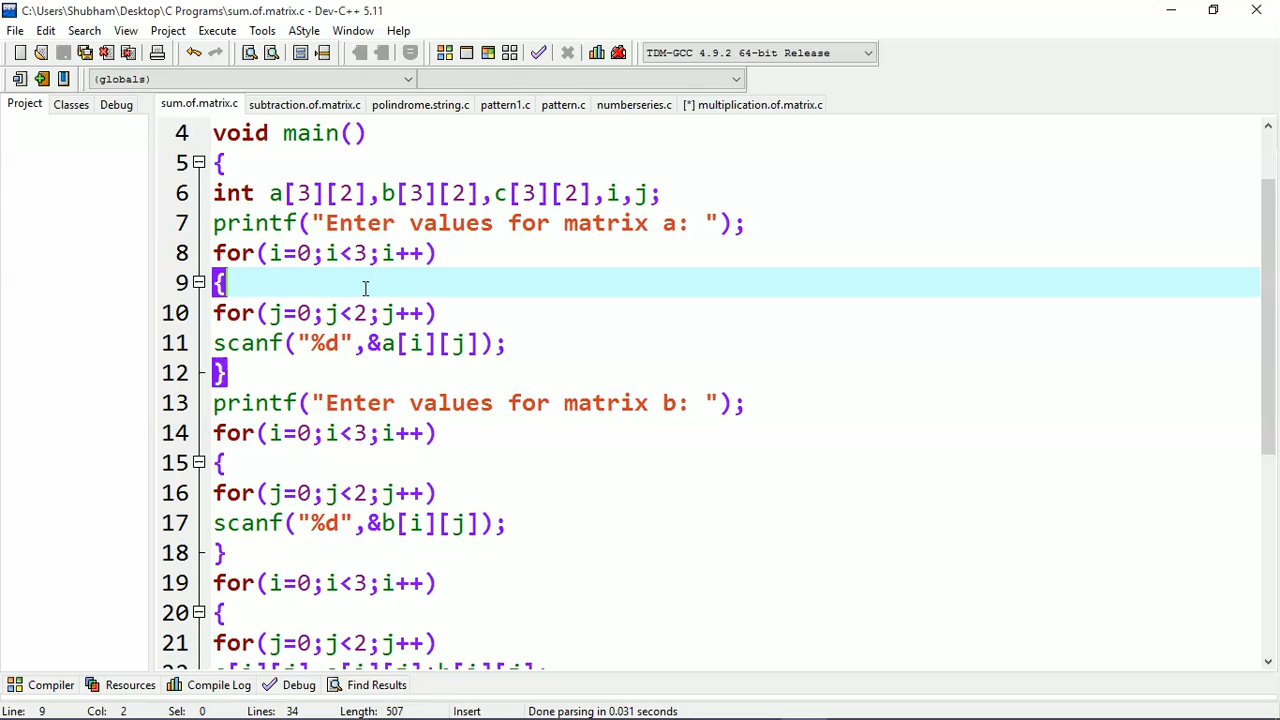 C:\Users\Shubham\Desktop\C Programs\sum.of.matrix.c - Dev-C++ 5.11
File Edit Search View Project Execute Tools AStyle Window Help
TDM-GCC 4.9.2 64-bit Release
(globals)
Project Classes Debug sum.of.matrix.c subtraction.of.matrix.c polindrome.string.c pattern1.c pattern.c numberseries.c [*] multiplication.of.matrix.c
4 void main()
5 {
6 int a[3][2],b[3][2],c[3][2],i,j;
7 printf("Enter values for matrix a: ");
8 for(i=0;i<3;i++)
9 {
10 for(j=0;j<2;j++)
11 scanf("%d",&a[i][j]);
12 }
13 printf("Enter values for matrix b: ");
14 for(i=0;i<3;i++)
15 {
16 for(j=0;j<2;j++)
17 scanf("%d",&b[i][j]);
18 }
19 for(i=0;i<3;i++)
20 {
21 for(j=0;j<2;j++)
Compiler Resources Compile Log Debug Find Results
Line: 9 Col: 2 Sel: 0 Lines: 34 Length: 507 Insert Done parsing in 0.031 seconds